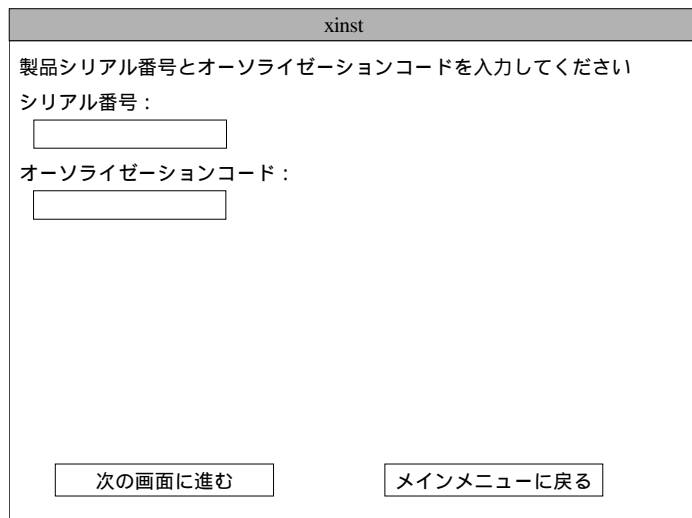 xinst
製品シリアル番号とオーソライゼーションコードを入力してください
シリアル番号：
オーソライゼーションコード：
次の画面に進む
メインメニューに戻る